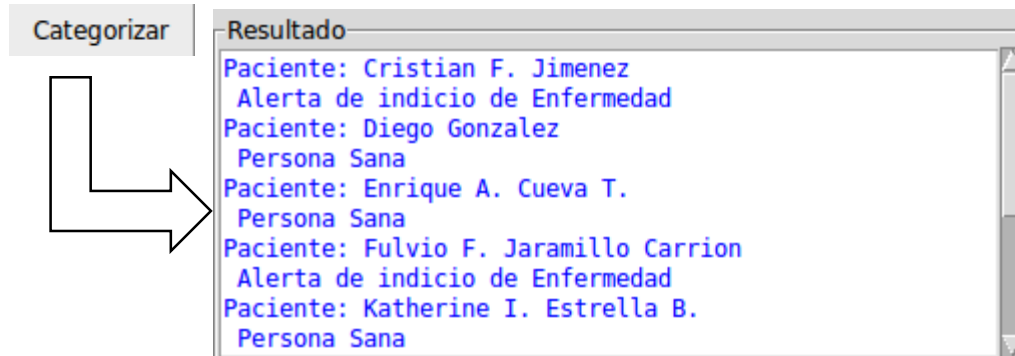 Categorizar
Resultado
Paciente: Cristian F. Jimenez
Alerta de indicio de Enfermedad
Paciente: Diego Gonzalez
Persona Sana
Paciente: Enrique A. Cueva T.
Persona Sana
Paciente: Fulvio F. Jaramillo Carrion
Alerta de indicio de Enfermedad
Paciente: Katherine I. Estrella B.
Persona Sana